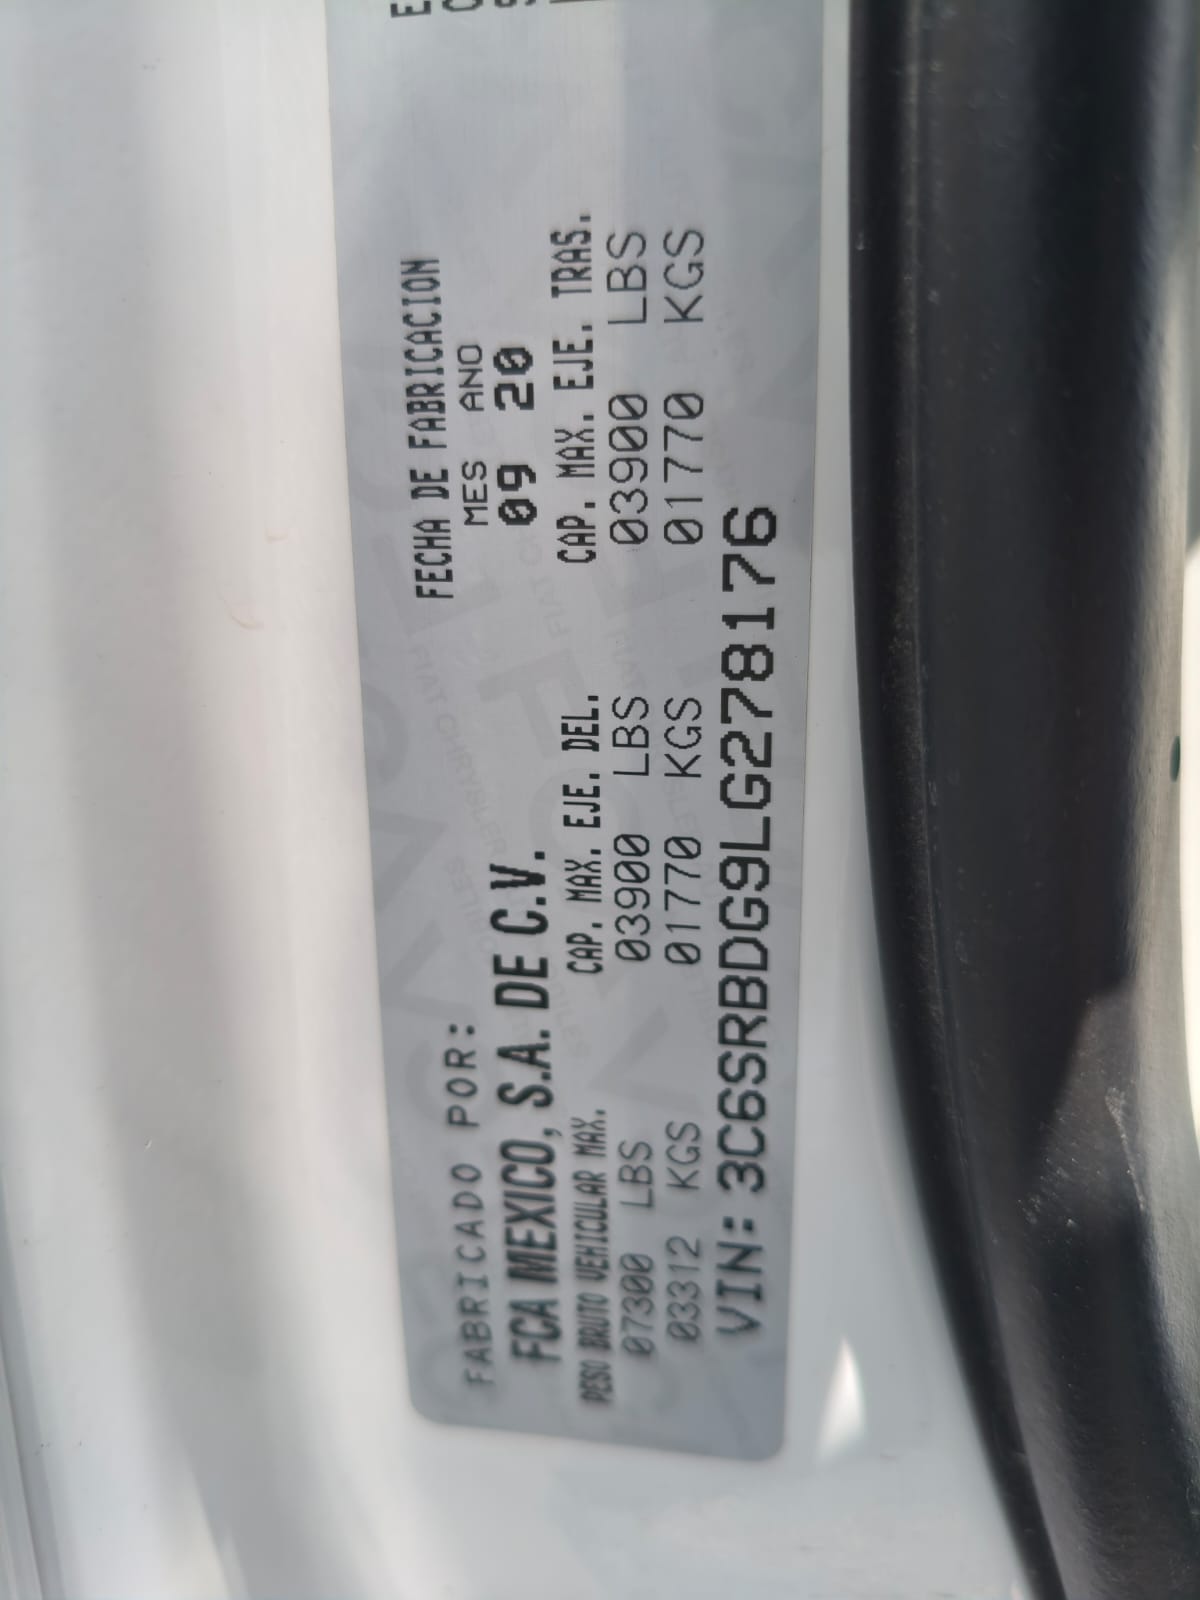 FABRICADO POR:
FECHA DE FABRICACION
MES ANO
FCA MEXICO, S.A. DE C.V.
09 20
PESO BRUTO VEHICULAR MAX.
CAP. MAX. EJE. DEL.
CAP. MAX. EJE. TRAS.
07300 LBS
03900 LBS
03900 LBS
03312 KGS
01770 KGS
01770 KGS
VIN: 3C6SRBDG9LG278176